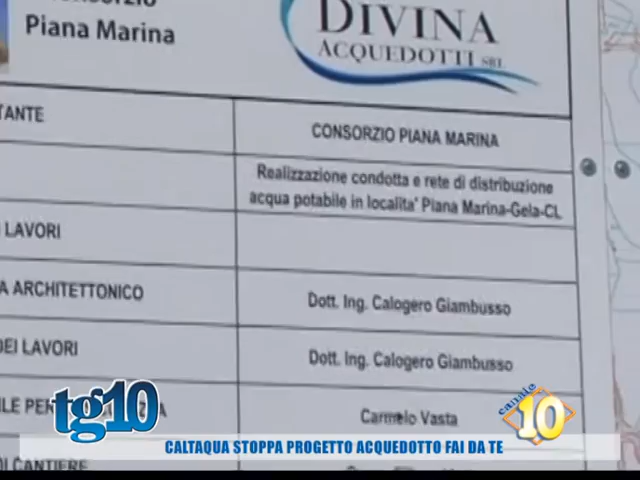 Piana Marina
DIVINA
ACQUEDOTTI SRL
TANTE
CONSORZIO PIANA MARINA
Realizzazione condotta e rete di distribuzione
acqua potabile in localita' Piana Marina-Gela-CL
LAVORI
A ARCHITETTONICO
Dott. Ing. Calogero Giambusso
DEI LAVORI
Dott. Ing. Calogero Giambusso
Carmelo Vasta
tg10
canale 10
CALTAQUA STOPPA PROGETTO ACQUEDOTTO FAI DA TE
CANTIERE